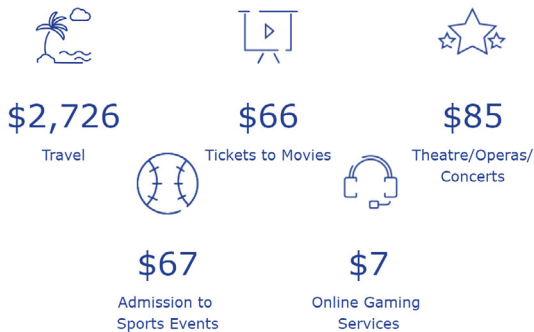 $2,726
Travel
$66
Tickets to Movies
$85
Theatre/Operas/
Concerts
$67
Admission to
Sports Events
$7
Online Gaming
Services